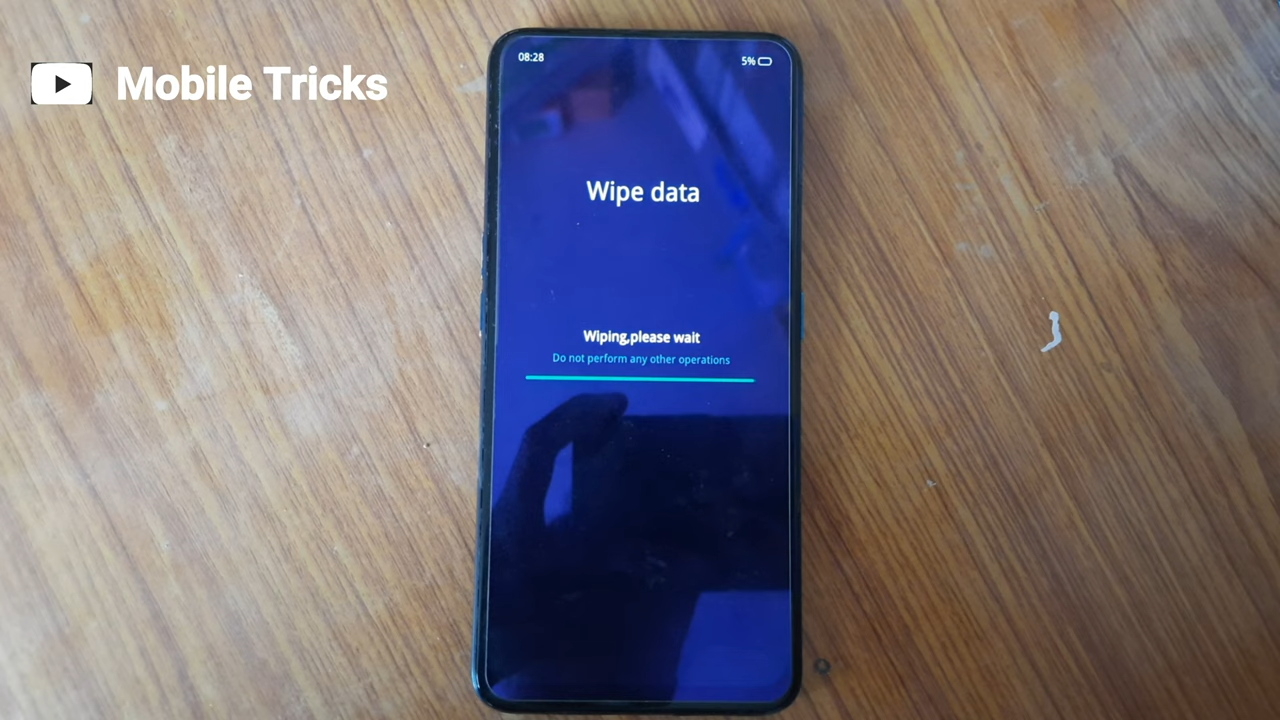 Mobile Tricks
08:28
5%
Wipe data
Wiping,please wait
Do not perform any other operations